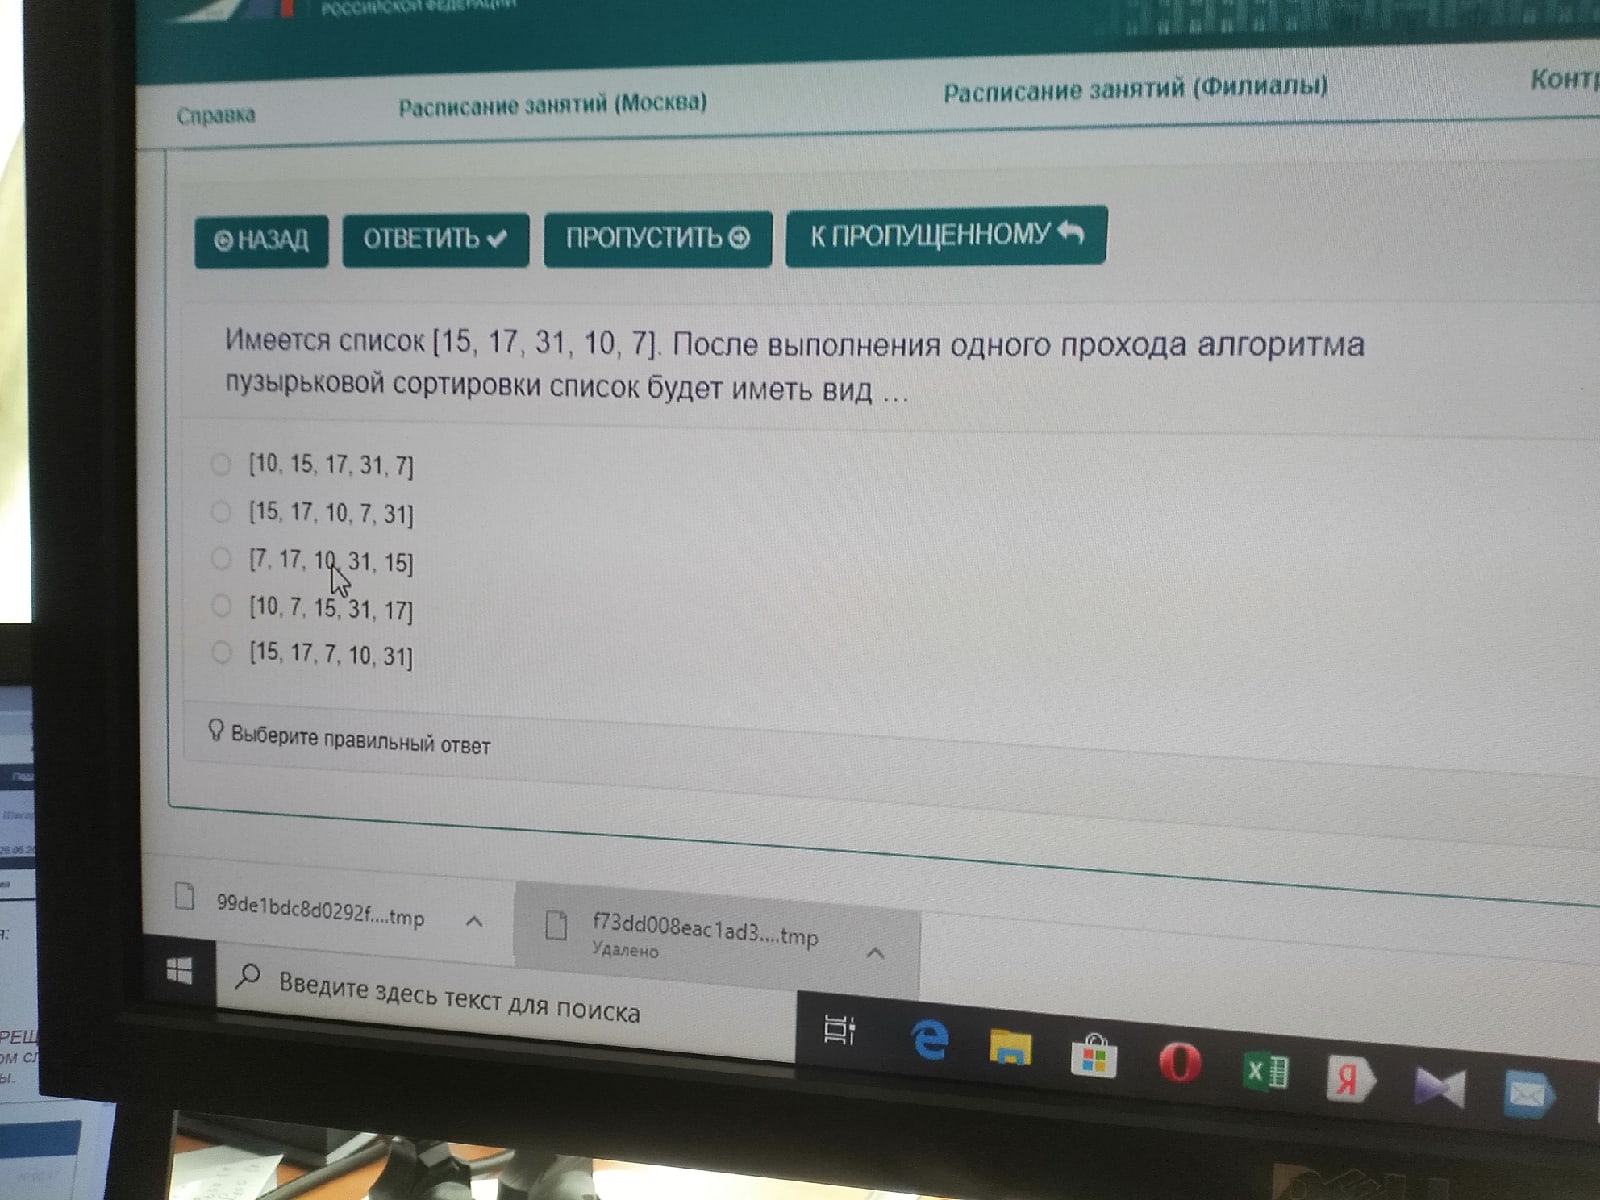 РОССИЙСКОЙ ФЕДЕРАЦИИ
Справка
Расписание занятий (Москва)
Расписание занятий (Филиалы)
НАЗАД
ОТВЕТИТЬ
ПРОПУСТИТЬ
К ПРОПУЩЕННОМУ
Имеется список [15, 17, 31, 10, 7]. После выполнения одного прохода алгоритма
пузырьковой сортировки список будет иметь вид ...
[10, 15, 17, 31, 7]
[15, 17, 10, 7, 31]
[7, 17, 10, 31, 15]
[10, 7, 15, 31, 17]
[15, 17, 7, 10, 31]
Выберите правильный ответ
99de1bdc8d0292f....tmp
f73dd008eac1ad3....tmp
Удалено
Введите здесь текст для поиска